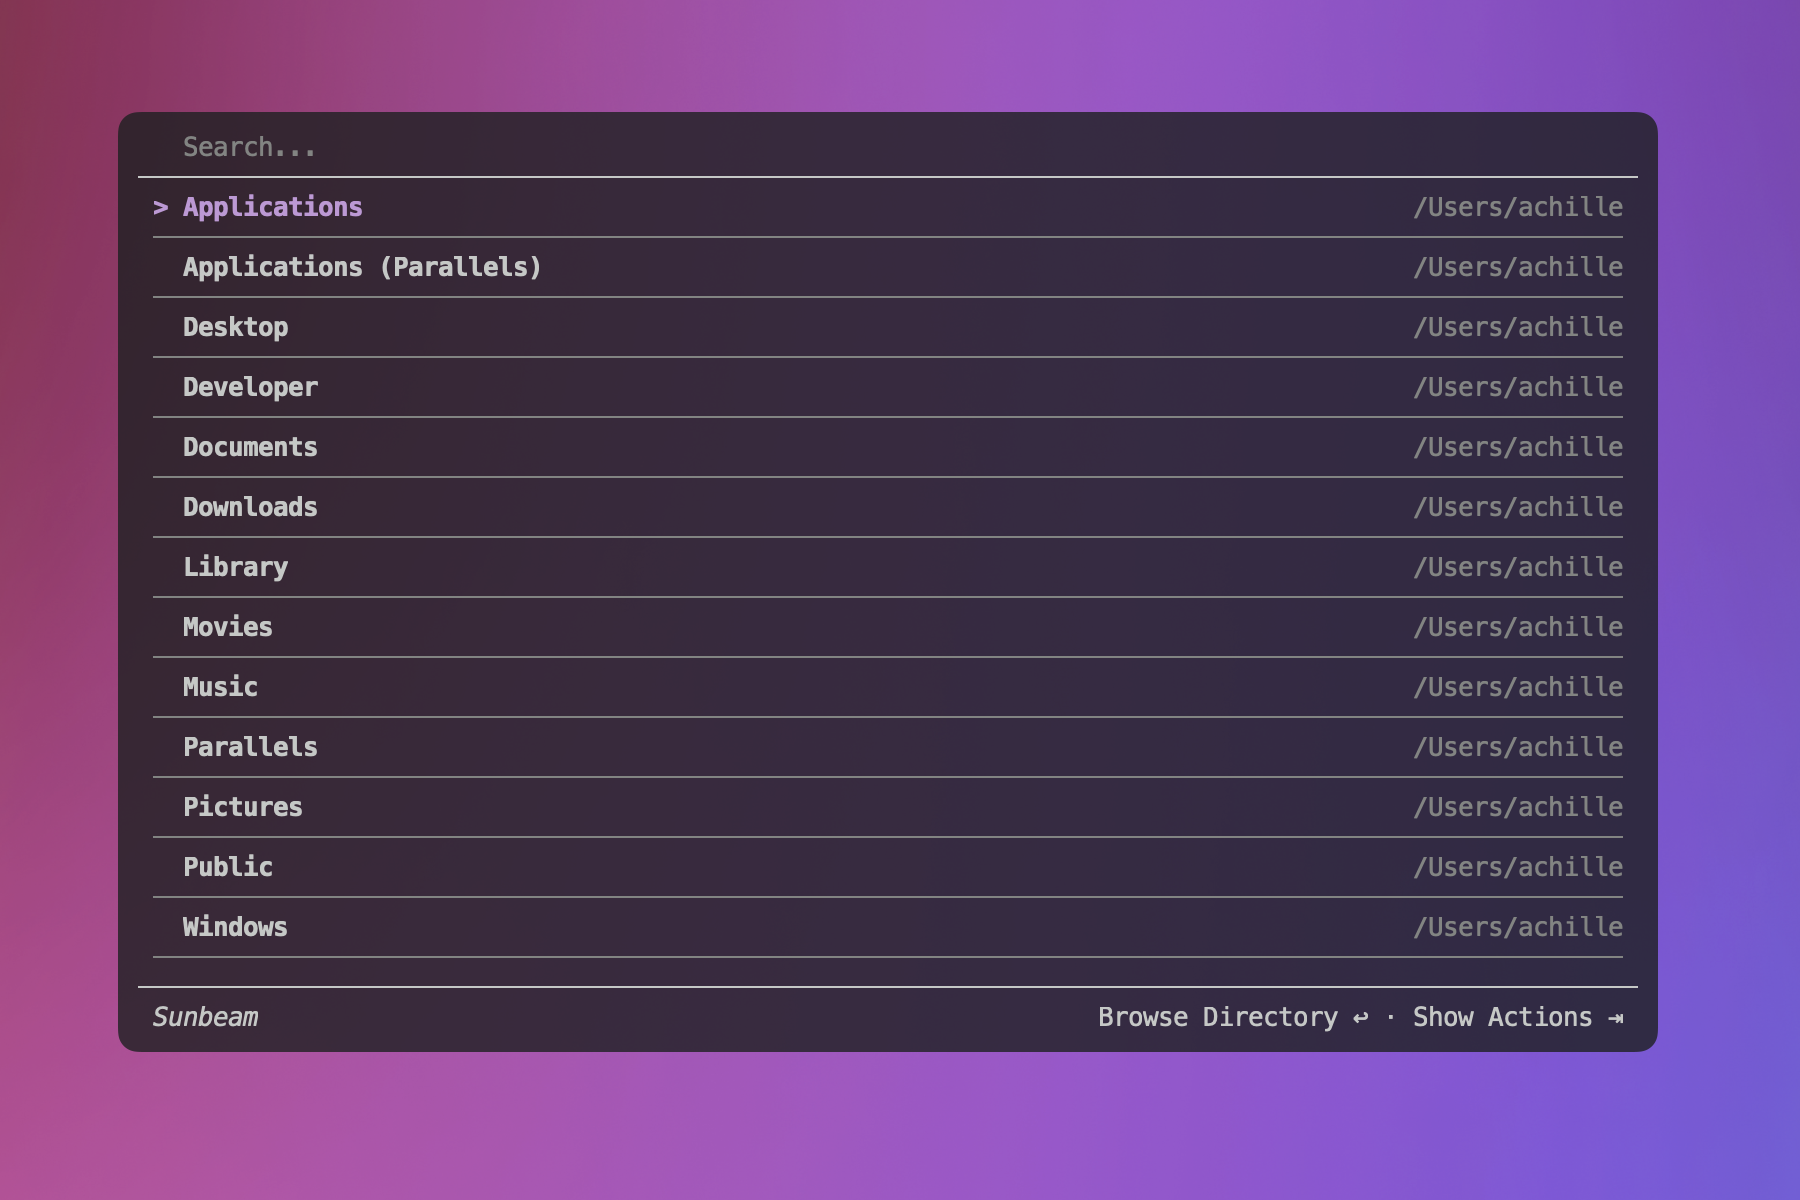 Search...
> Applications /Users/achille
Applications (Parallels) /Users/achille
Desktop /Users/achille
Developer /Users/achille
Documents /Users/achille
Downloads /Users/achille
Library /Users/achille
Movies /Users/achille
Music /Users/achille
Parallels /Users/achille
Pictures /Users/achille
Public /Users/achille
Windows /Users/achille
Sunbeam Browse Directory ↩ · Show Actions ⇥